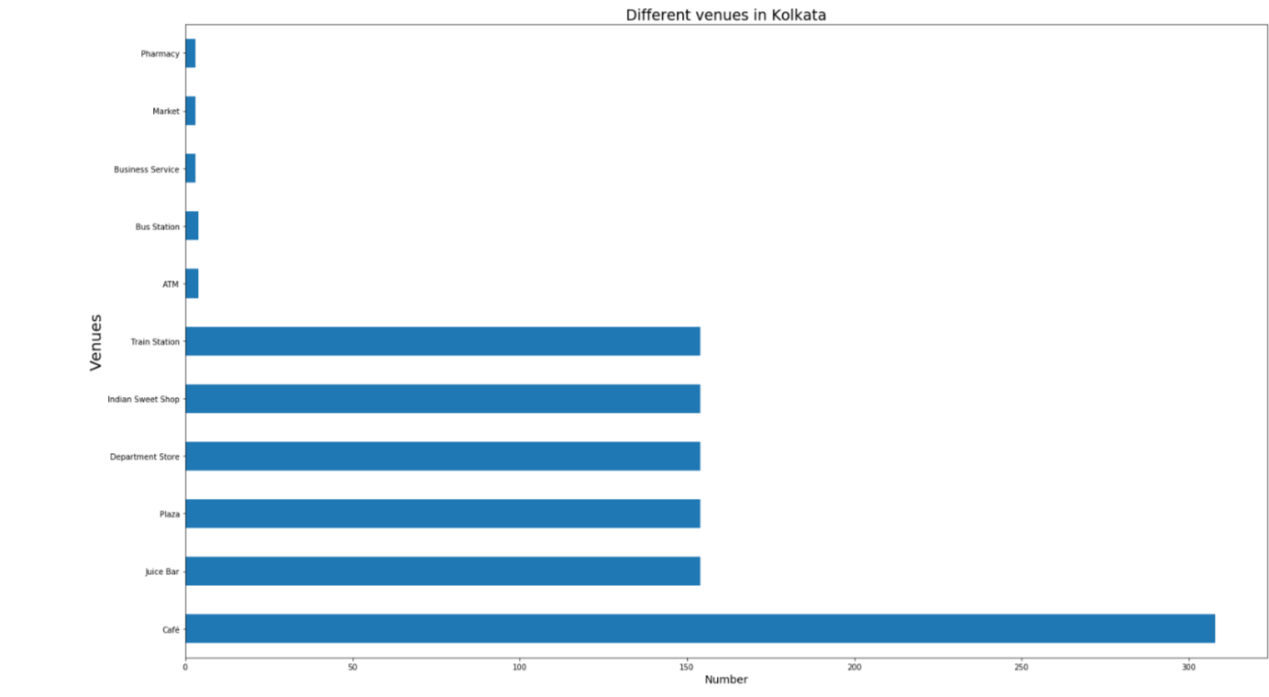 Different venues in Kolkata
Pharmacy
Market
Business Service
Bus Station
ATM
Train Station
Indian Sweet Shop
Department Store
Plaza
Juice Bar
Café
Venues
0 50 100 150 200 250 300
Number